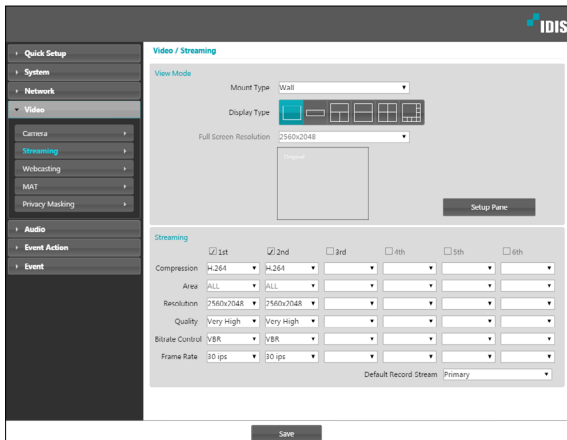 IDIS
Quick Setup
System
Network
Video
Camera
Streaming
Webcasting
MAT
Privacy Masking
Audio
Event Action
Event
Video / Streaming
View Mode
Mount Type Wall
Display Type
Full Screen Resolution 2560x2048
Original
Setup Pane
Streaming
1st 2nd 3rd 4th 5th 6th
Compression H.264 H.264
Area ALL ALL
Resolution 2560x2048 2560x2048
Quality Very High Very High
Bitrate Control VBR VBR
Frame Rate 30 ips 30 ips
Default Record Stream Primary
Save